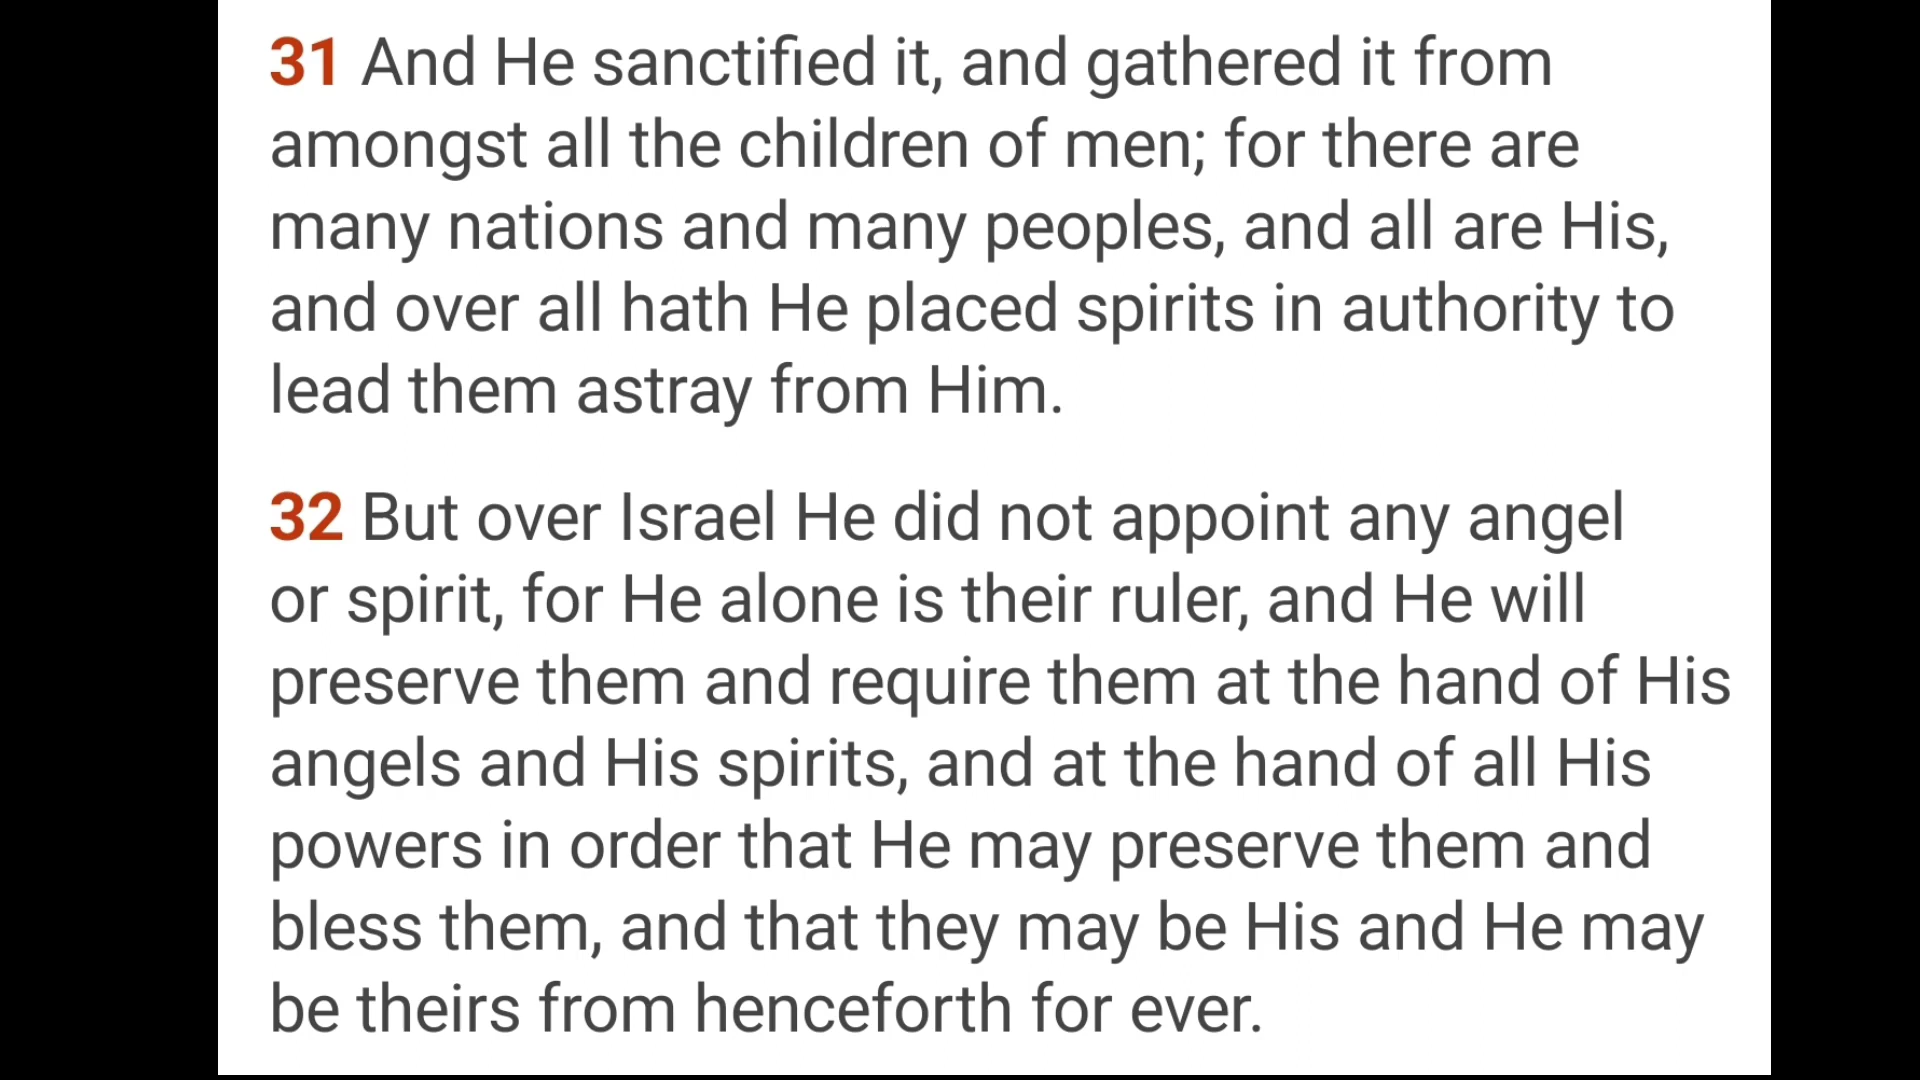 31 And He sanctified it, and gathered it from
amongst all the children of men; for there are
many nations and many peoples, and all are His,
and over all hath He placed spirits in authority to
lead them astray from Him.
32 But over Israel He did not appoint any angel
or spirit, for He alone is their ruler, and He will
preserve them and require them at the hand of His
angels and His spirits, and at the hand of all His
powers in order that He may preserve them and
bless them, and that they may be His and He may
be theirs from henceforth for ever.